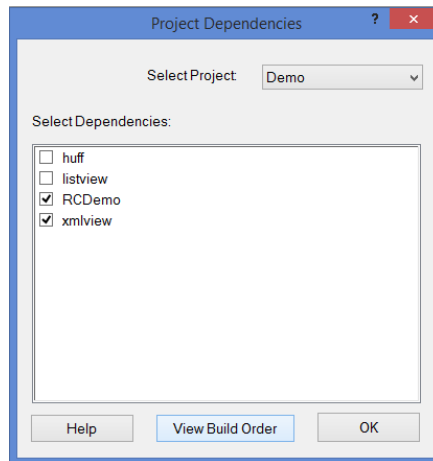 Project Dependencies ?
Select Project: Demo
Select Dependencies:
huff
listview
RCDemo
xmlview
Help View Build Order OK